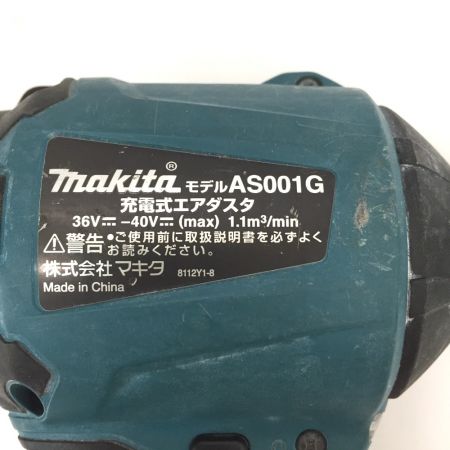 makita® モデルAS001G
充電式エアダスタ
36V⎓ –40V⎓ (max) 1.1m³/min
⚠警告 •ご使用前に取扱説明書を必ずよく
お読みください。
株式会社マキタ 8112Y1-8
Made in China